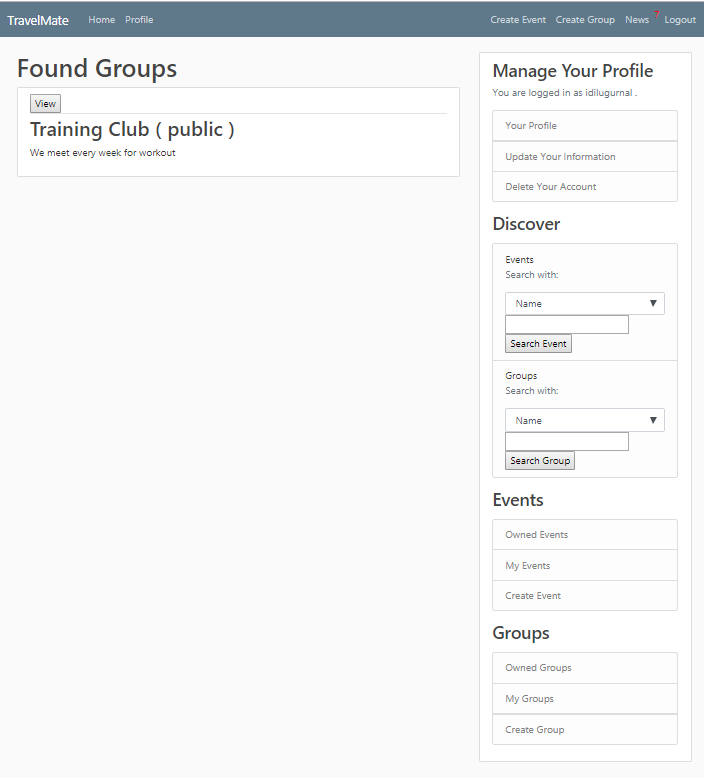 TravelMate Home Profile Create Event Create Group News 7 Logout
Found Groups
View
Training Club ( public )
We meet every week for workout
Manage Your Profile
You are logged in as idilugurnal .
Your Profile
Update Your Information
Delete Your Account
Discover
Events
Search with:
Name
Search Event
Groups
Search with:
Name
Search Group
Events
Owned Events
My Events
Create Event
Groups
Owned Groups
My Groups
Create Group